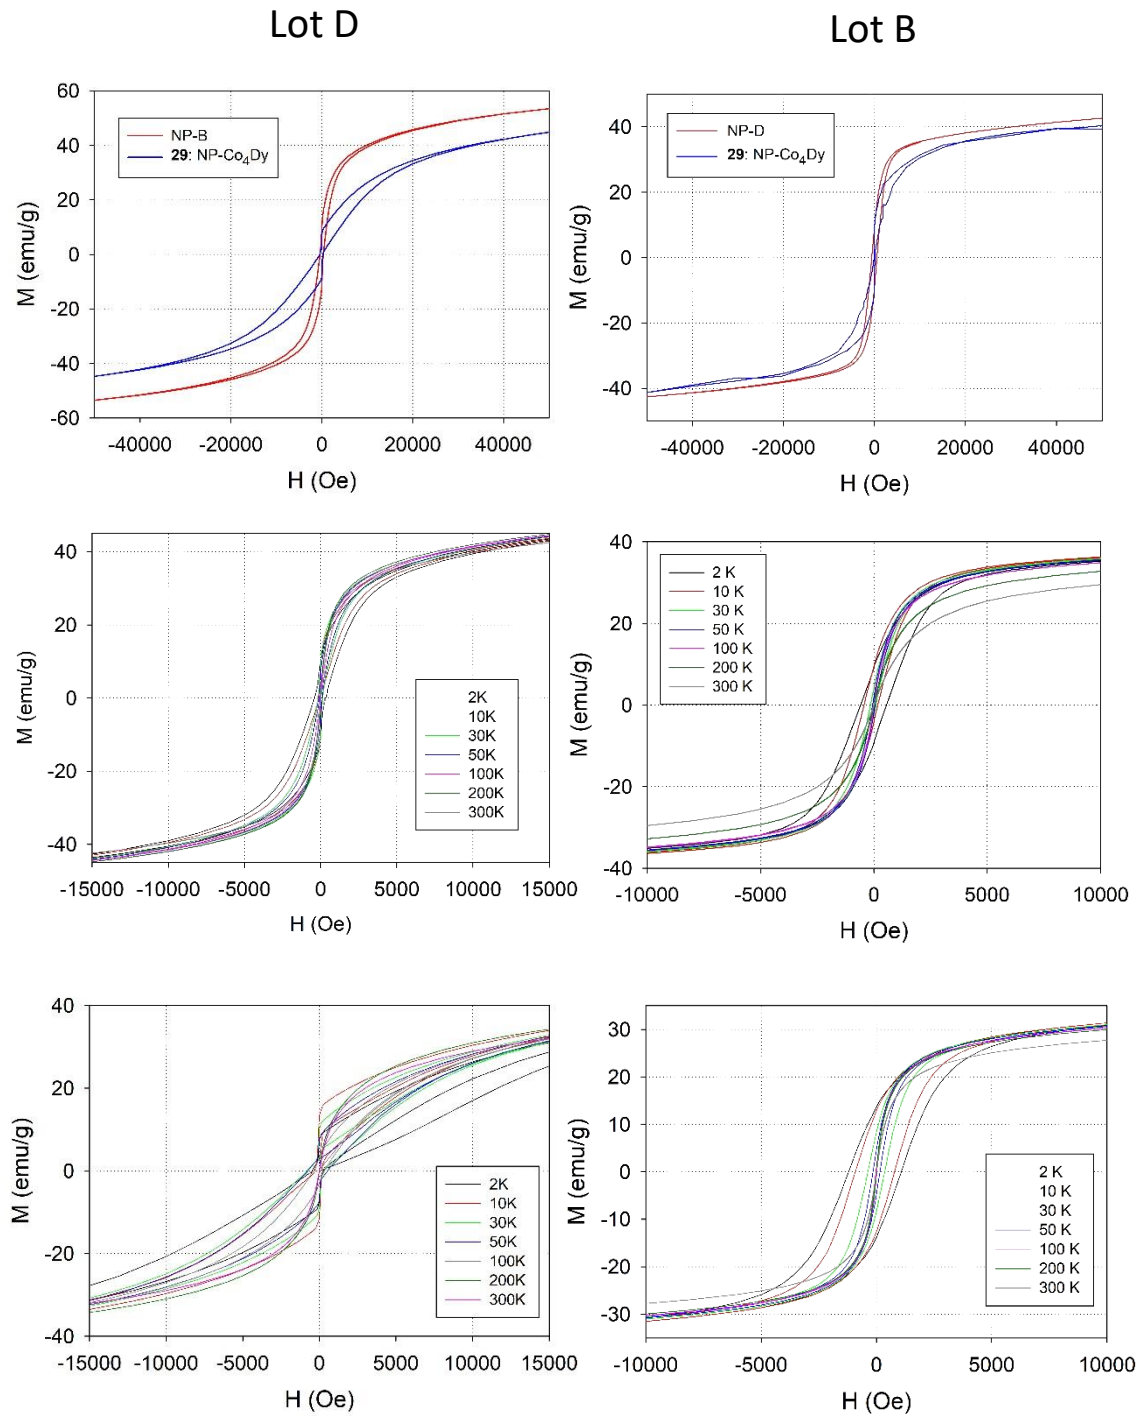 Lot D
Lot B
60
40
20
0
-20
-40
-60
M (emu/g)
NP-B
29: NP-Co₄Dy
-40000 -20000 0 20000 40000
H (Oe)
40
20
0
-20
-40
M (emu/g)
NP-D
29: NP-Co₄Dy
-40000 -20000 0 20000 40000
H (Oe)
40
20
0
-20
-40
M (emu/g)
2K
10K
30K
50K
100K
200K
300K
-15000 -10000 -5000 0 5000 10000 15000
H (Oe)
40
20
0
-20
-40
M (emu/g)
2 K
10 K
30 K
50 K
100 K
200 K
300 K
-10000 -5000 0 5000 10000
H (Oe)
40
20
0
-20
-40
M (emu/g)
2K
10K
30K
50K
100K
200K
300K
-15000 -10000 -5000 0 5000 10000 15000
H (Oe)
30
20
10
0
-10
-20
-30
M (emu/g)
2 K
10 K
30 K
50 K
100 K
200 K
300 K
-10000 -5000 0 5000 10000
H (Oe)